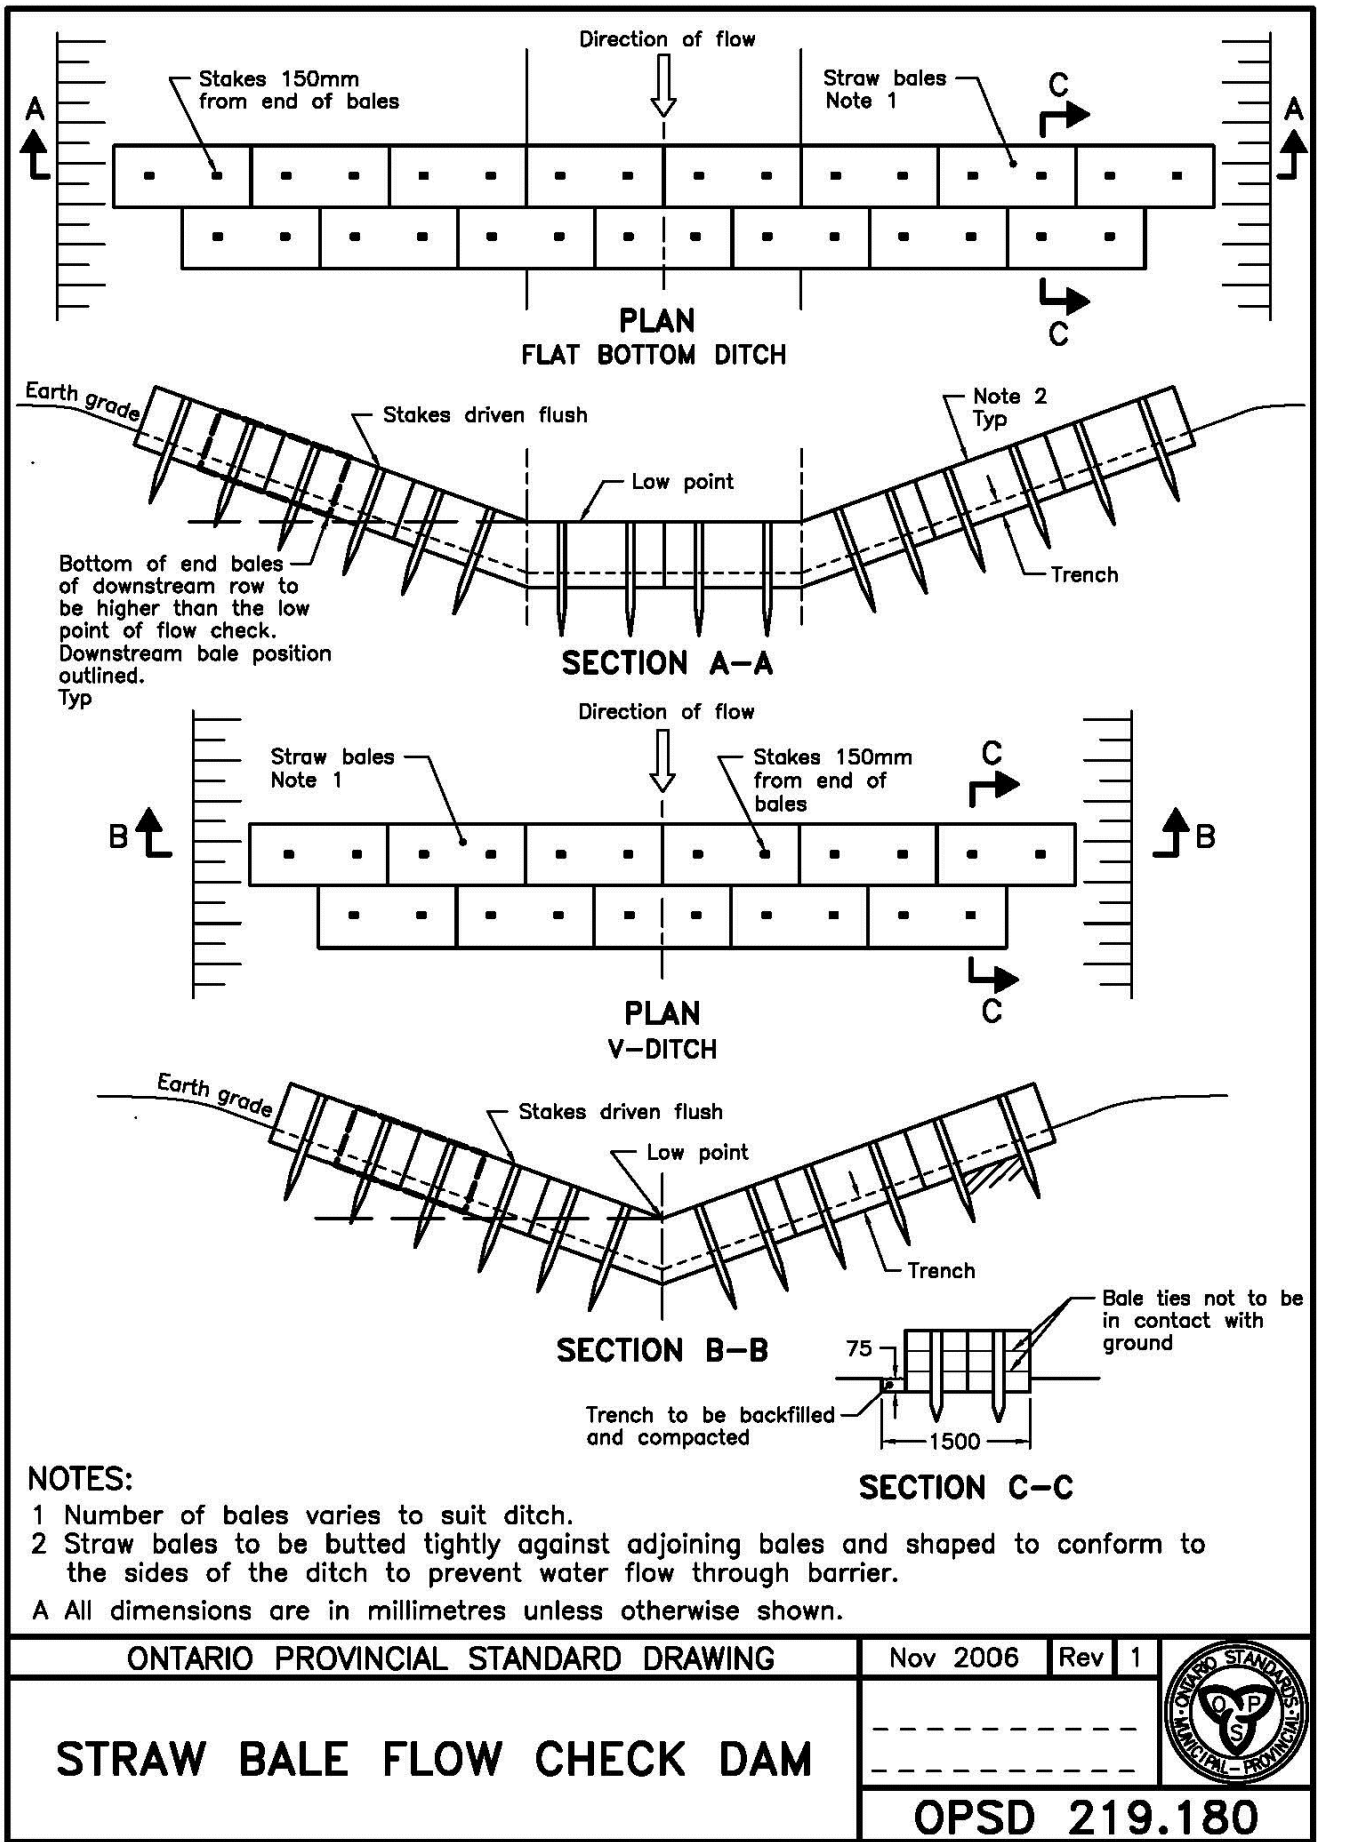 Direction of flow
Stakes 150mm
from end of bales
Straw bales
Note 1
C
A
A
C
PLAN
FLAT BOTTOM DITCH
Earth grade
Stakes driven flush
Note 2
Typ
Low point
Trench
Bottom of end bales
of downstream row to
be higher than the low
point of flow check.
Downstream bale position
outlined.
Typ
SECTION A-A
Direction of flow
Straw bales
Note 1
Stakes 150mm
from end of
bales
C
B
B
C
PLAN
V-DITCH
Earth grade
Stakes driven flush
Low point
Trench
SECTION B-B
Bale ties not to be
in contact with
ground
75
Trench to be backfilled
and compacted
1500
SECTION C-C
NOTES:
1 Number of bales varies to suit ditch.
2 Straw bales to be butted tightly against adjoining bales and shaped to conform to
the sides of the ditch to prevent water flow through barrier.
A All dimensions are in millimetres unless otherwise shown.
ONTARIO PROVINCIAL STANDARD DRAWING
Nov 2006
Rev
1
STRAW BALE FLOW CHECK DAM
ONTARIO STANDARDS
MUNICIPAL-PROVINCIAL
O P
S
OPSD 219.180